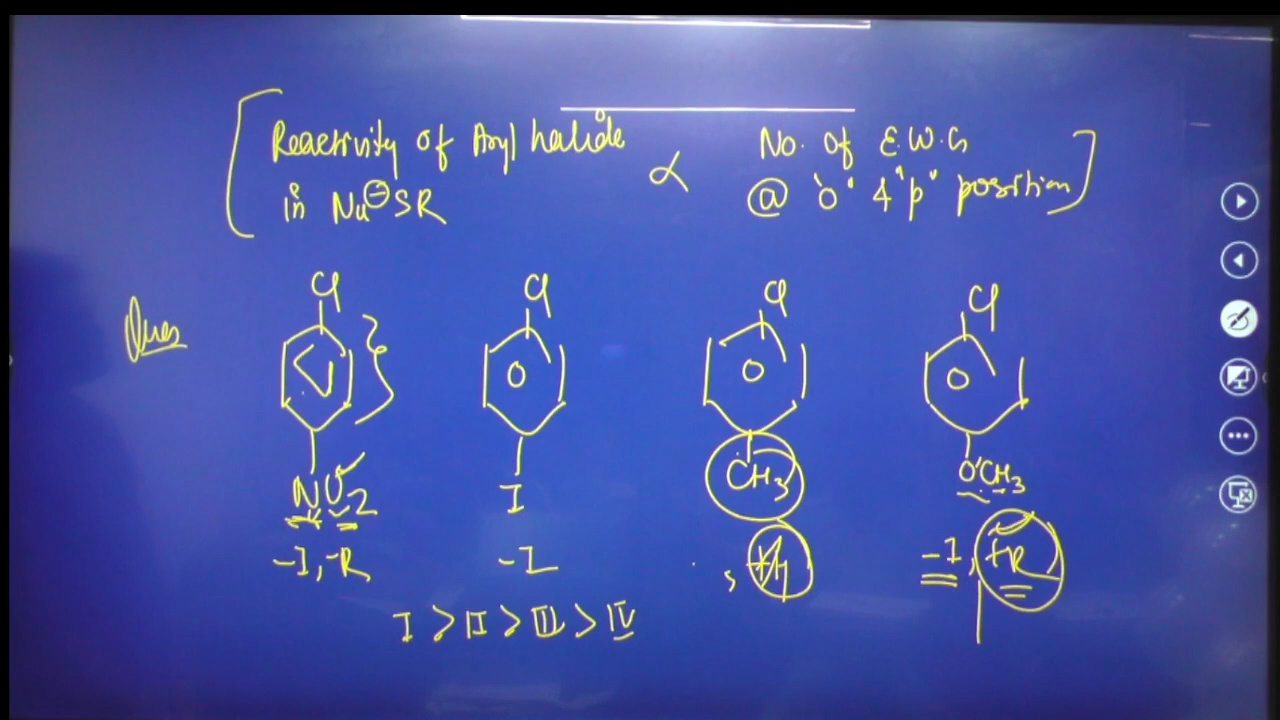 Reactivity of Aryl halide
in Nu⊖SR
∝
No. of E.W.G
@ "o" & "p" position
Ques
Cl
Cl
Cl
Cl
NO2
I
CH3
OCH3
-I, -R
-I
+H
-I, +R
I > II > III > IV